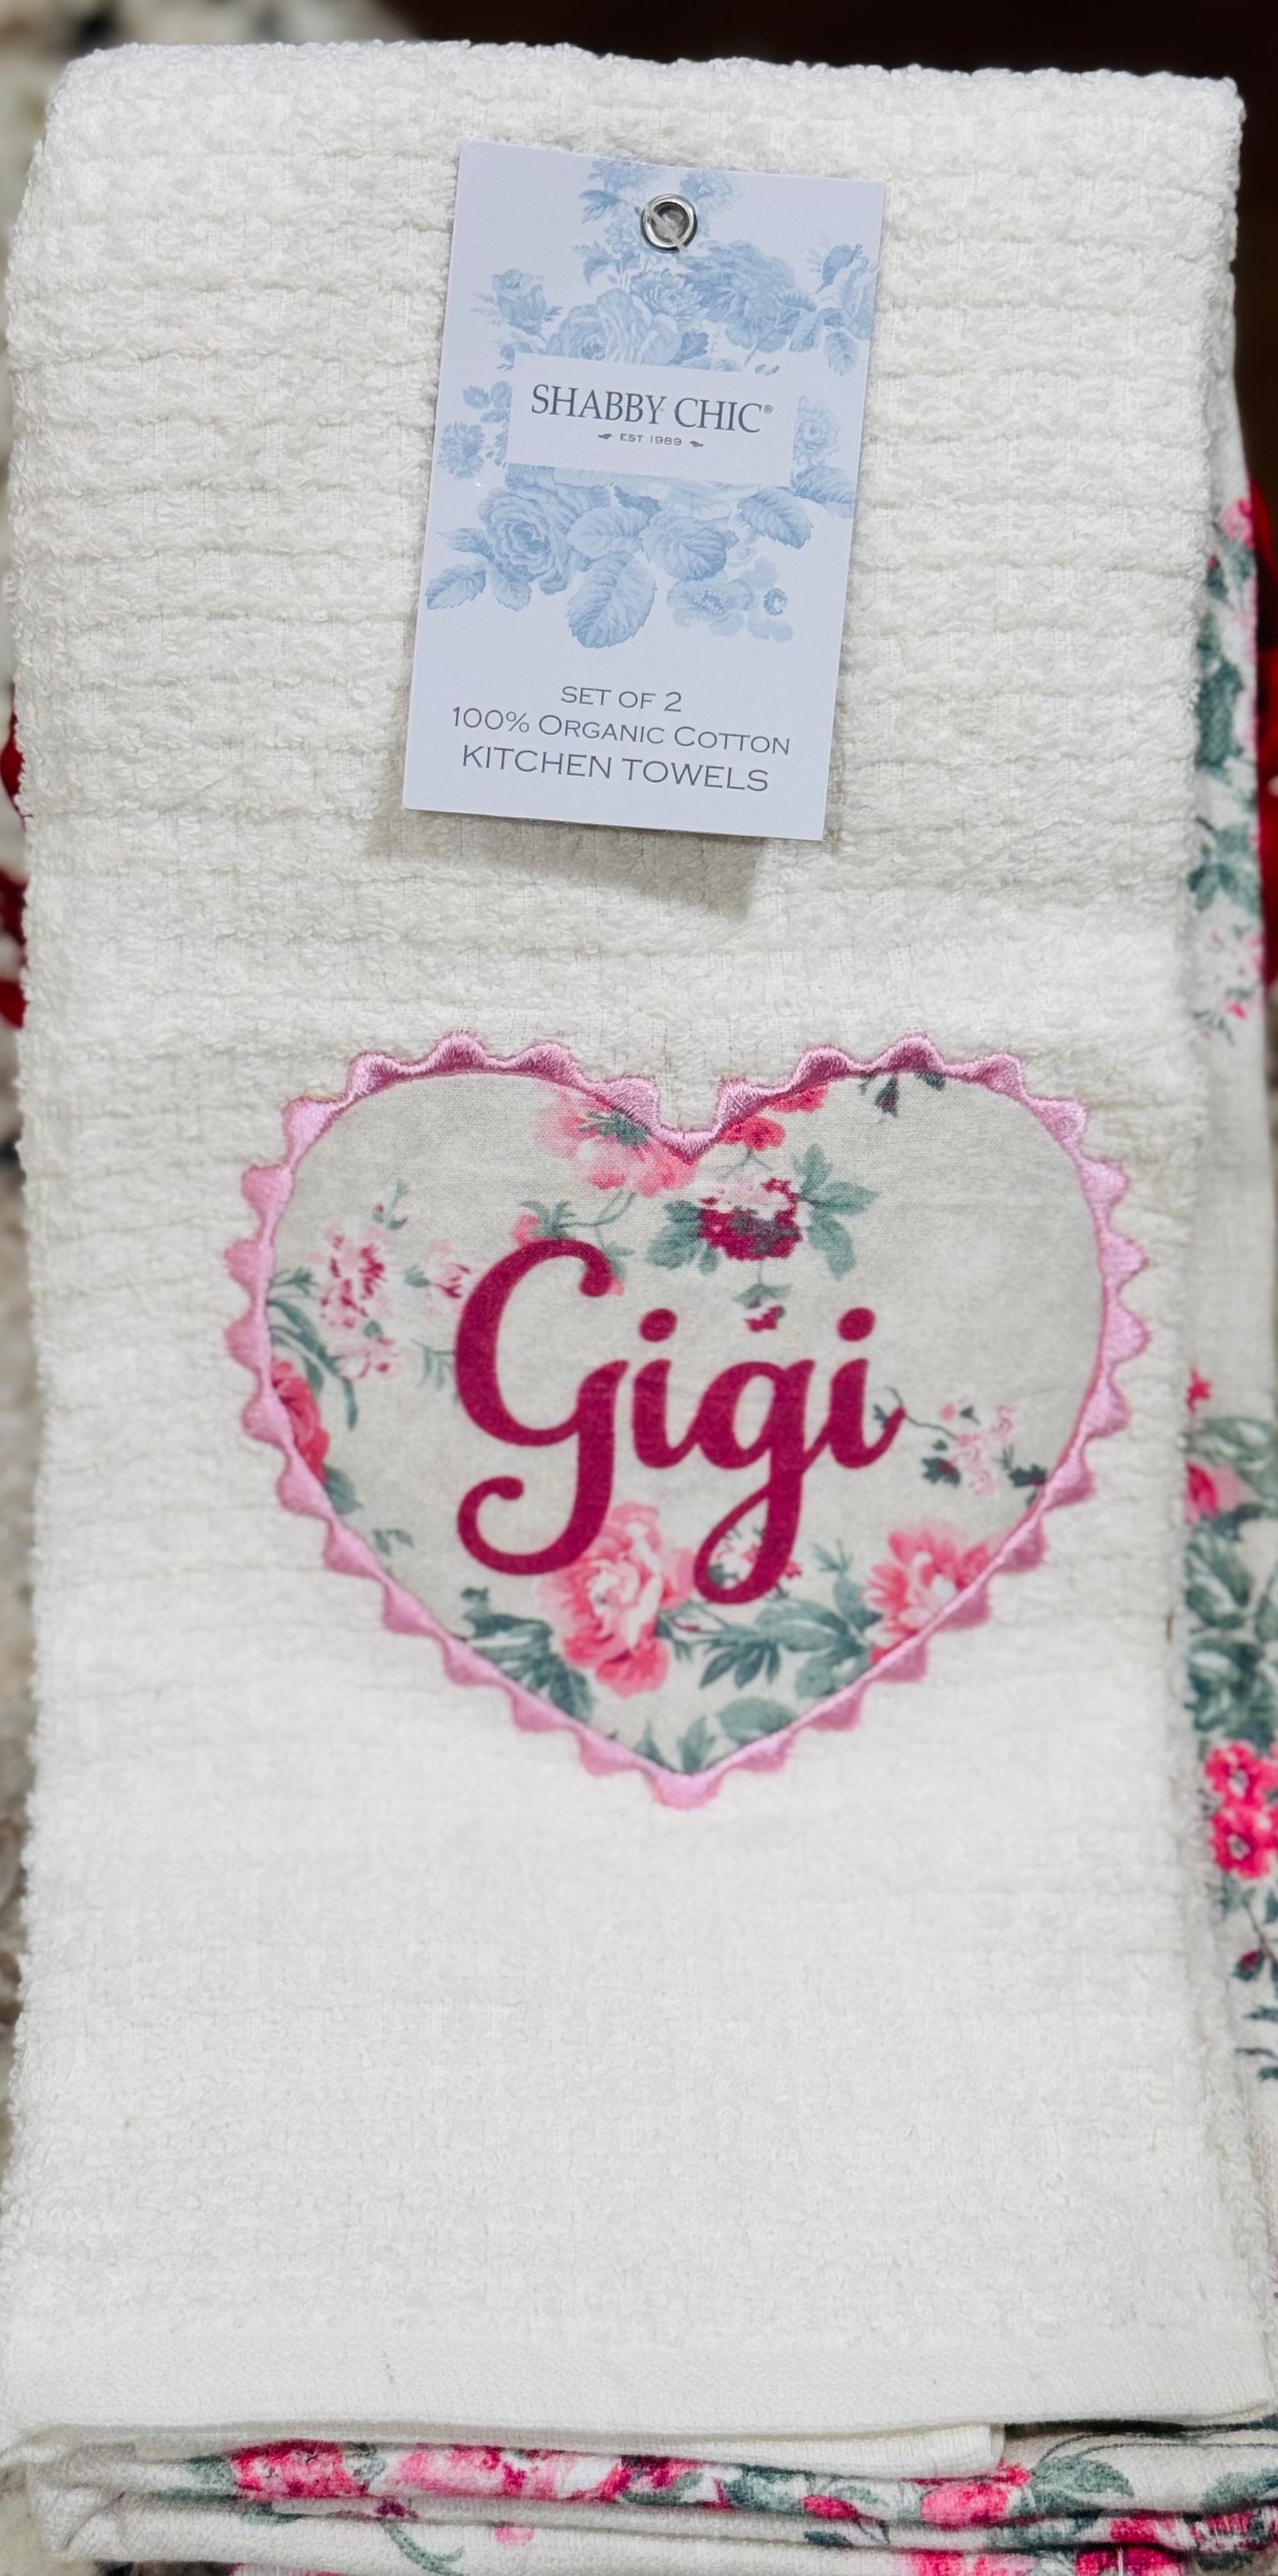 SHABBY CHIC®
EST 1989
SET OF 2
100% ORGANIC COTTON
KITCHEN TOWELS
Gigi